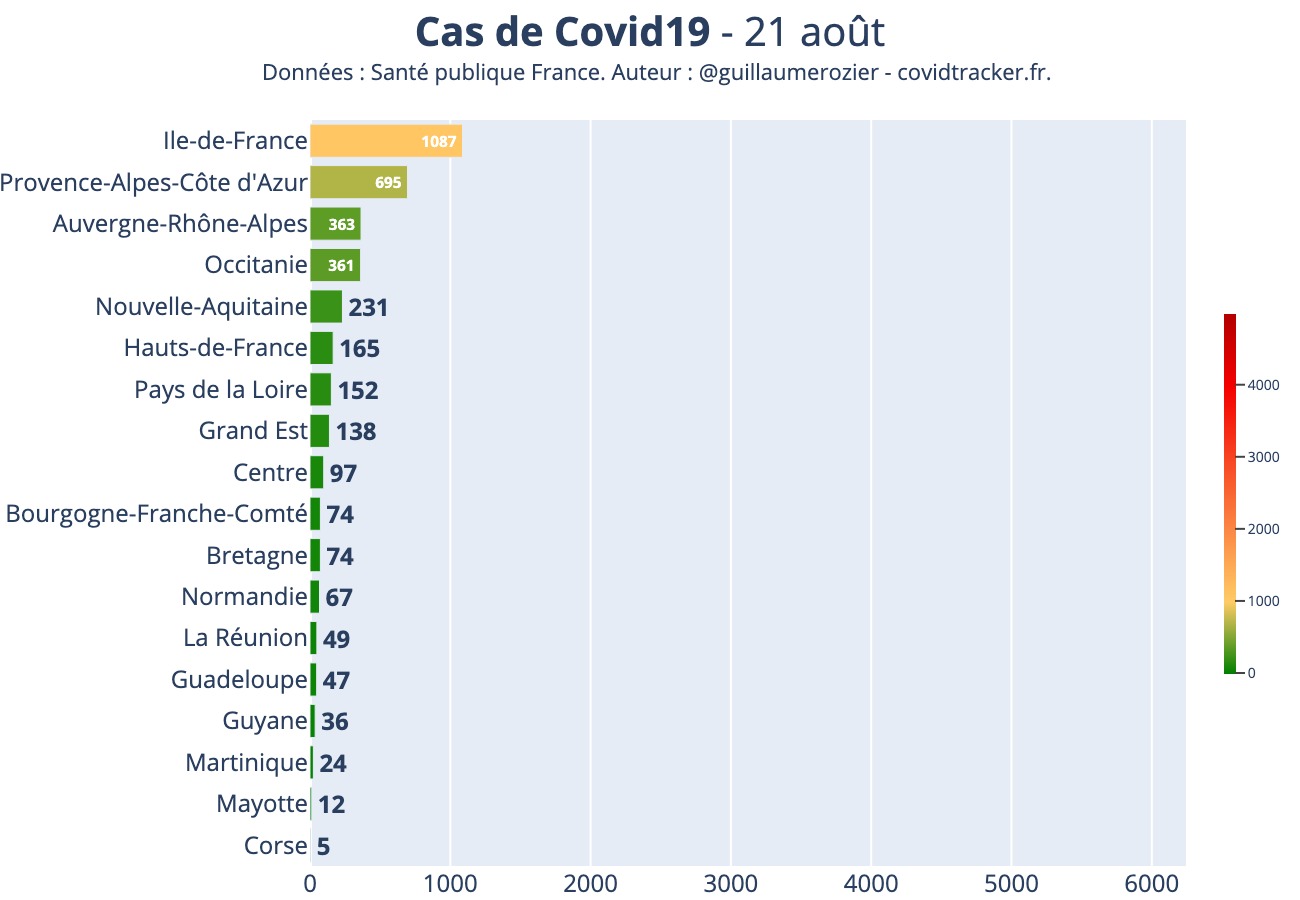 Cas de Covid19 - 21 août
Données : Santé publique France. Auteur : @guillaumerozier - covidtracker.fr.
Ile-de-France 1087
Provence-Alpes-Côte d'Azur 695
Auvergne-Rhône-Alpes 363
Occitanie 361
Nouvelle-Aquitaine 231
Hauts-de-France 165
Pays de la Loire 152
Grand Est 138
Centre 97
Bourgogne-Franche-Comté 74
Bretagne 74
Normandie 67
La Réunion 49
Guadeloupe 47
Guyane 36
Martinique 24
Mayotte 12
Corse 5
0 1000 2000 3000 4000 5000 6000
4000
3000
2000
1000
0